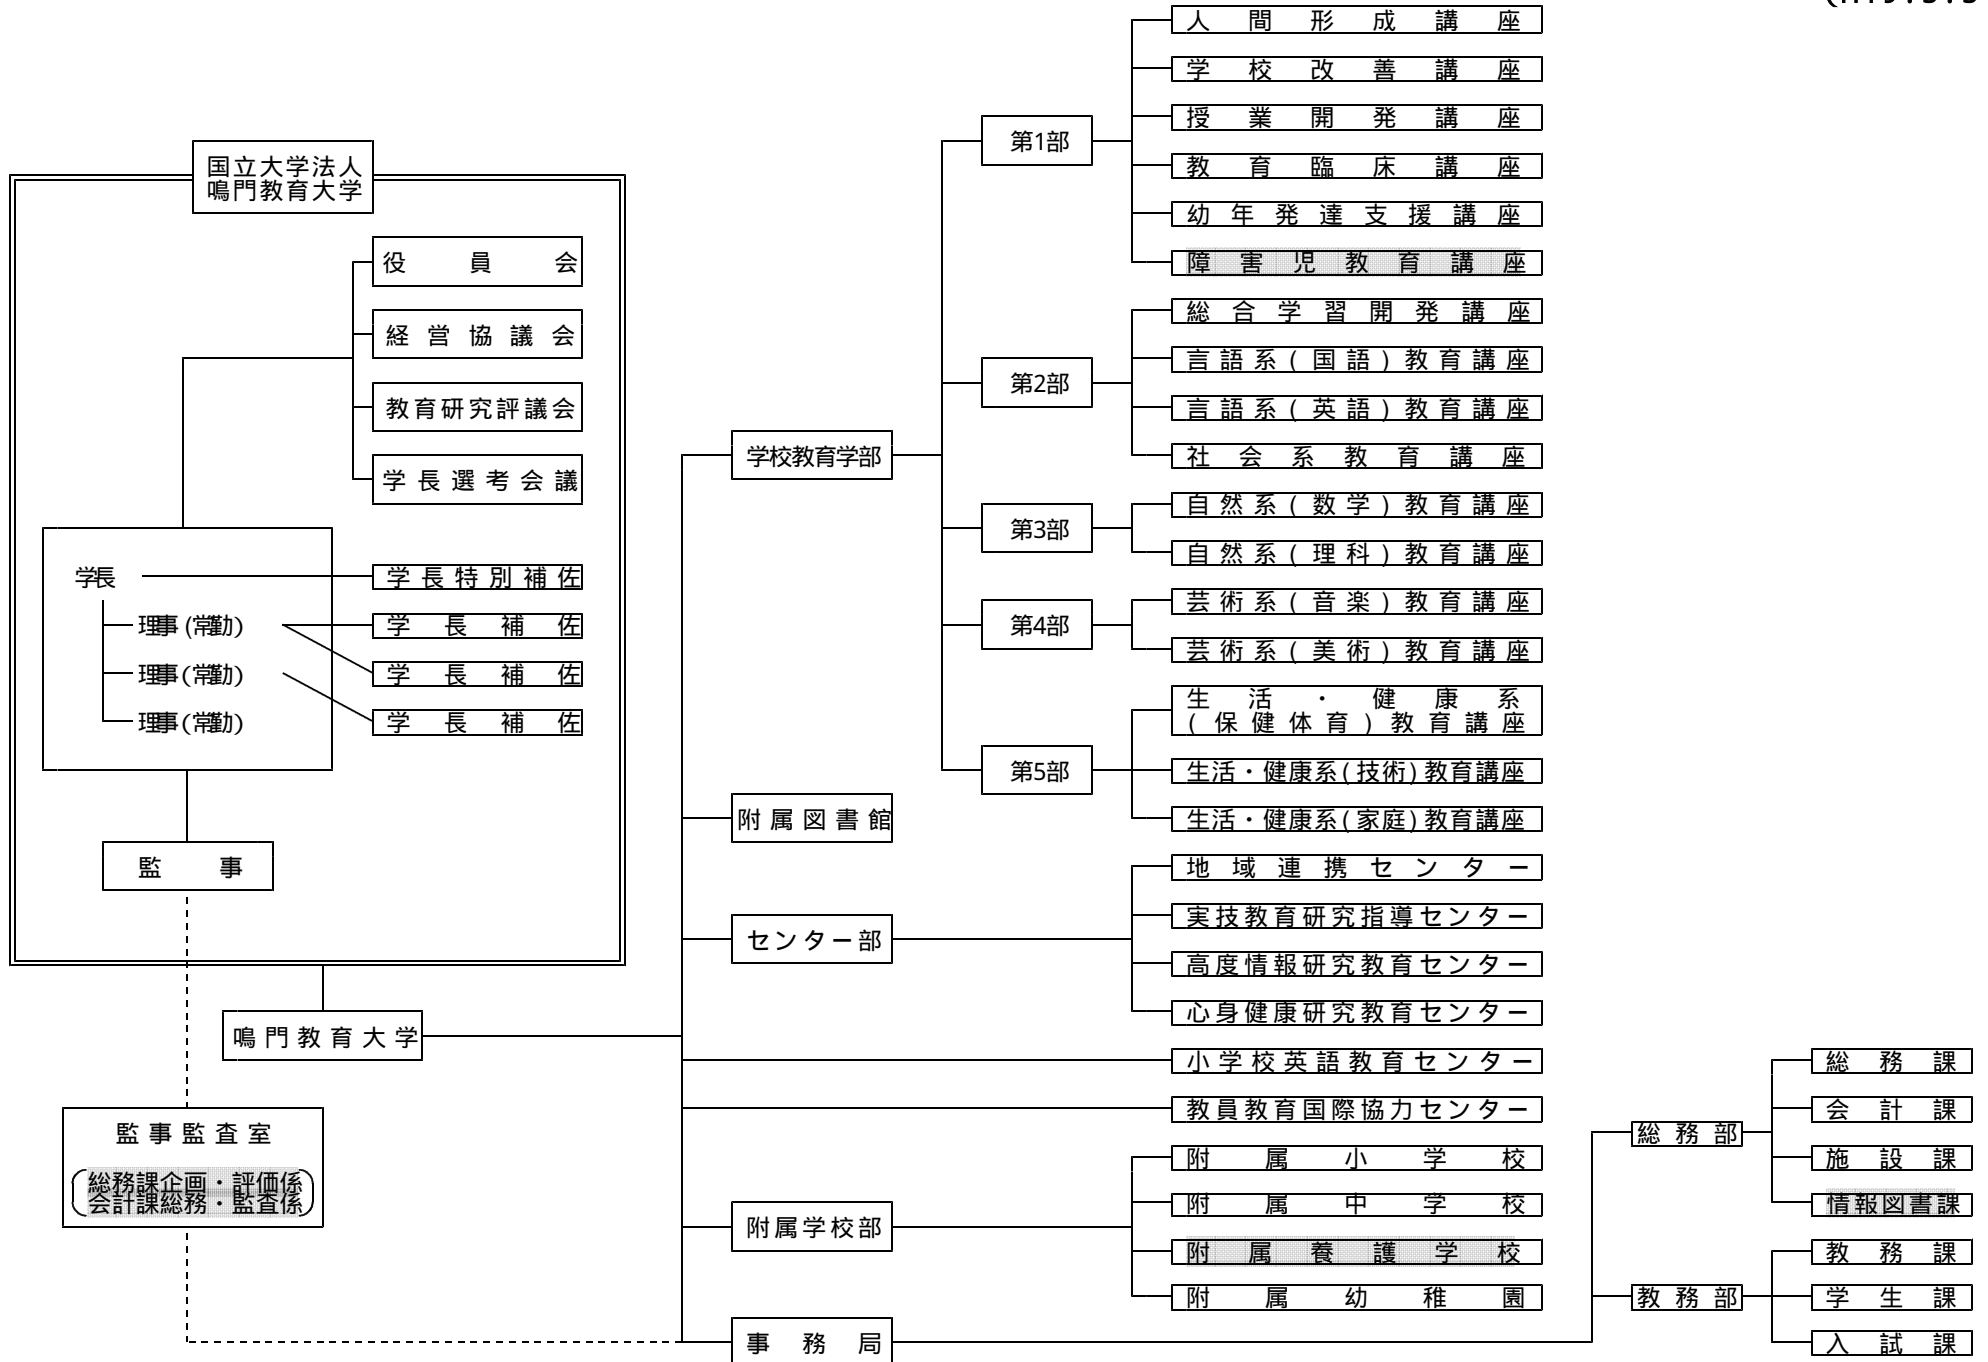 国立大学法人
鳴門教育大学
役員会
経営協議会
教育研究評議会
学長選考会議
学長
理事(常勤)
理事(常勤)
理事(常勤)
学長特別補佐
学長補佐
学長補佐
学長補佐
監事
鳴門教育大学
監事監査室
総務課企画・評価係
会計課総務・監査係
学校教育学部
第1部
人間形成講座
学校改善講座
授業開発講座
教育臨床講座
幼年発達支援講座
障害児教育講座
第2部
総合学習開発講座
言語系(国語)教育講座
言語系(英語)教育講座
社会系教育講座
第3部
自然系(数学)教育講座
自然系(理科)教育講座
第4部
芸術系(音楽)教育講座
芸術系(美術)教育講座
第5部
生活・健康系
(保健体育)教育講座
生活・健康系(技術)教育講座
生活・健康系(家庭)教育講座
附属図書館
センター部
地域連携センター
実技教育研究指導センター
高度情報研究教育センター
心身健康研究教育センター
小学校英語教育センター
教員教育国際協力センター
附属学校部
附属小学校
附属中学校
附属養護学校
附属幼稚園
事務局
総務部
総務課
会計課
施設課
情報図書課
教務部
教務課
学生課
入試課